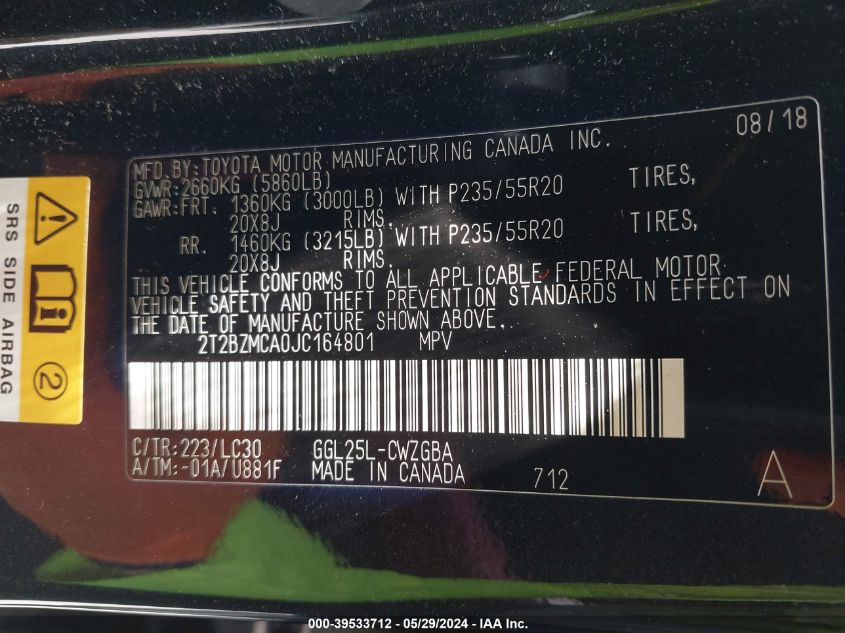 08/18
MFD.BY:TOYOTA MOTOR MANUFACTURING CANADA INC.
GVWR:2660KG (5860LB)
GAWR:FRT. 1360KG (3000LB) WITH P235/55R20 TIRES,
20X8J RIMS.
RR. 1460KG (3215LB) WITH P235/55R20 TIRES,
20X8J RIMS.
THIS VEHICLE CONFORMS TO ALL APPLICABLE FEDERAL MOTOR
VEHICLE SAFETY AND THEFT PREVENTION STANDARDS IN EFFECT ON
THE DATE OF MANUFACTURE SHOWN ABOVE.
2T2BZMCA0JC164801 MPV
C/TR:223/LC30 GGL25L-CWZGBA
A/TM:-01A/U881F MADE IN CANADA 712 A
SRS SIDE AIRBAG
2
000-39533712 - 05/29/2024 - IAA Inc.